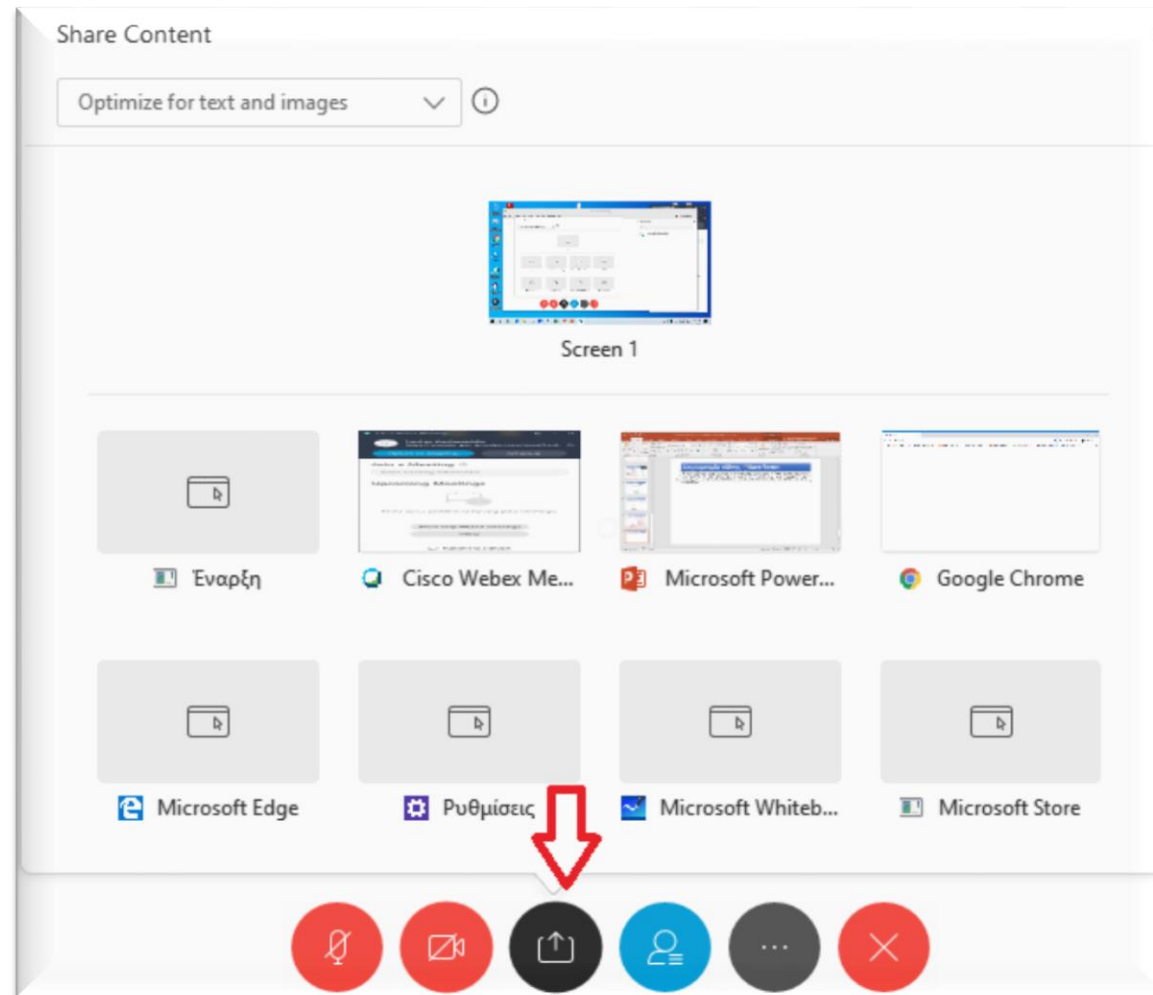 Share Content
Optimize for text and images
Screen 1
Έναρξη
Cisco Webex Me...
Microsoft Power...
Google Chrome
Microsoft Edge
Ρυθμίσεις
Microsoft Whiteb...
Microsoft Store